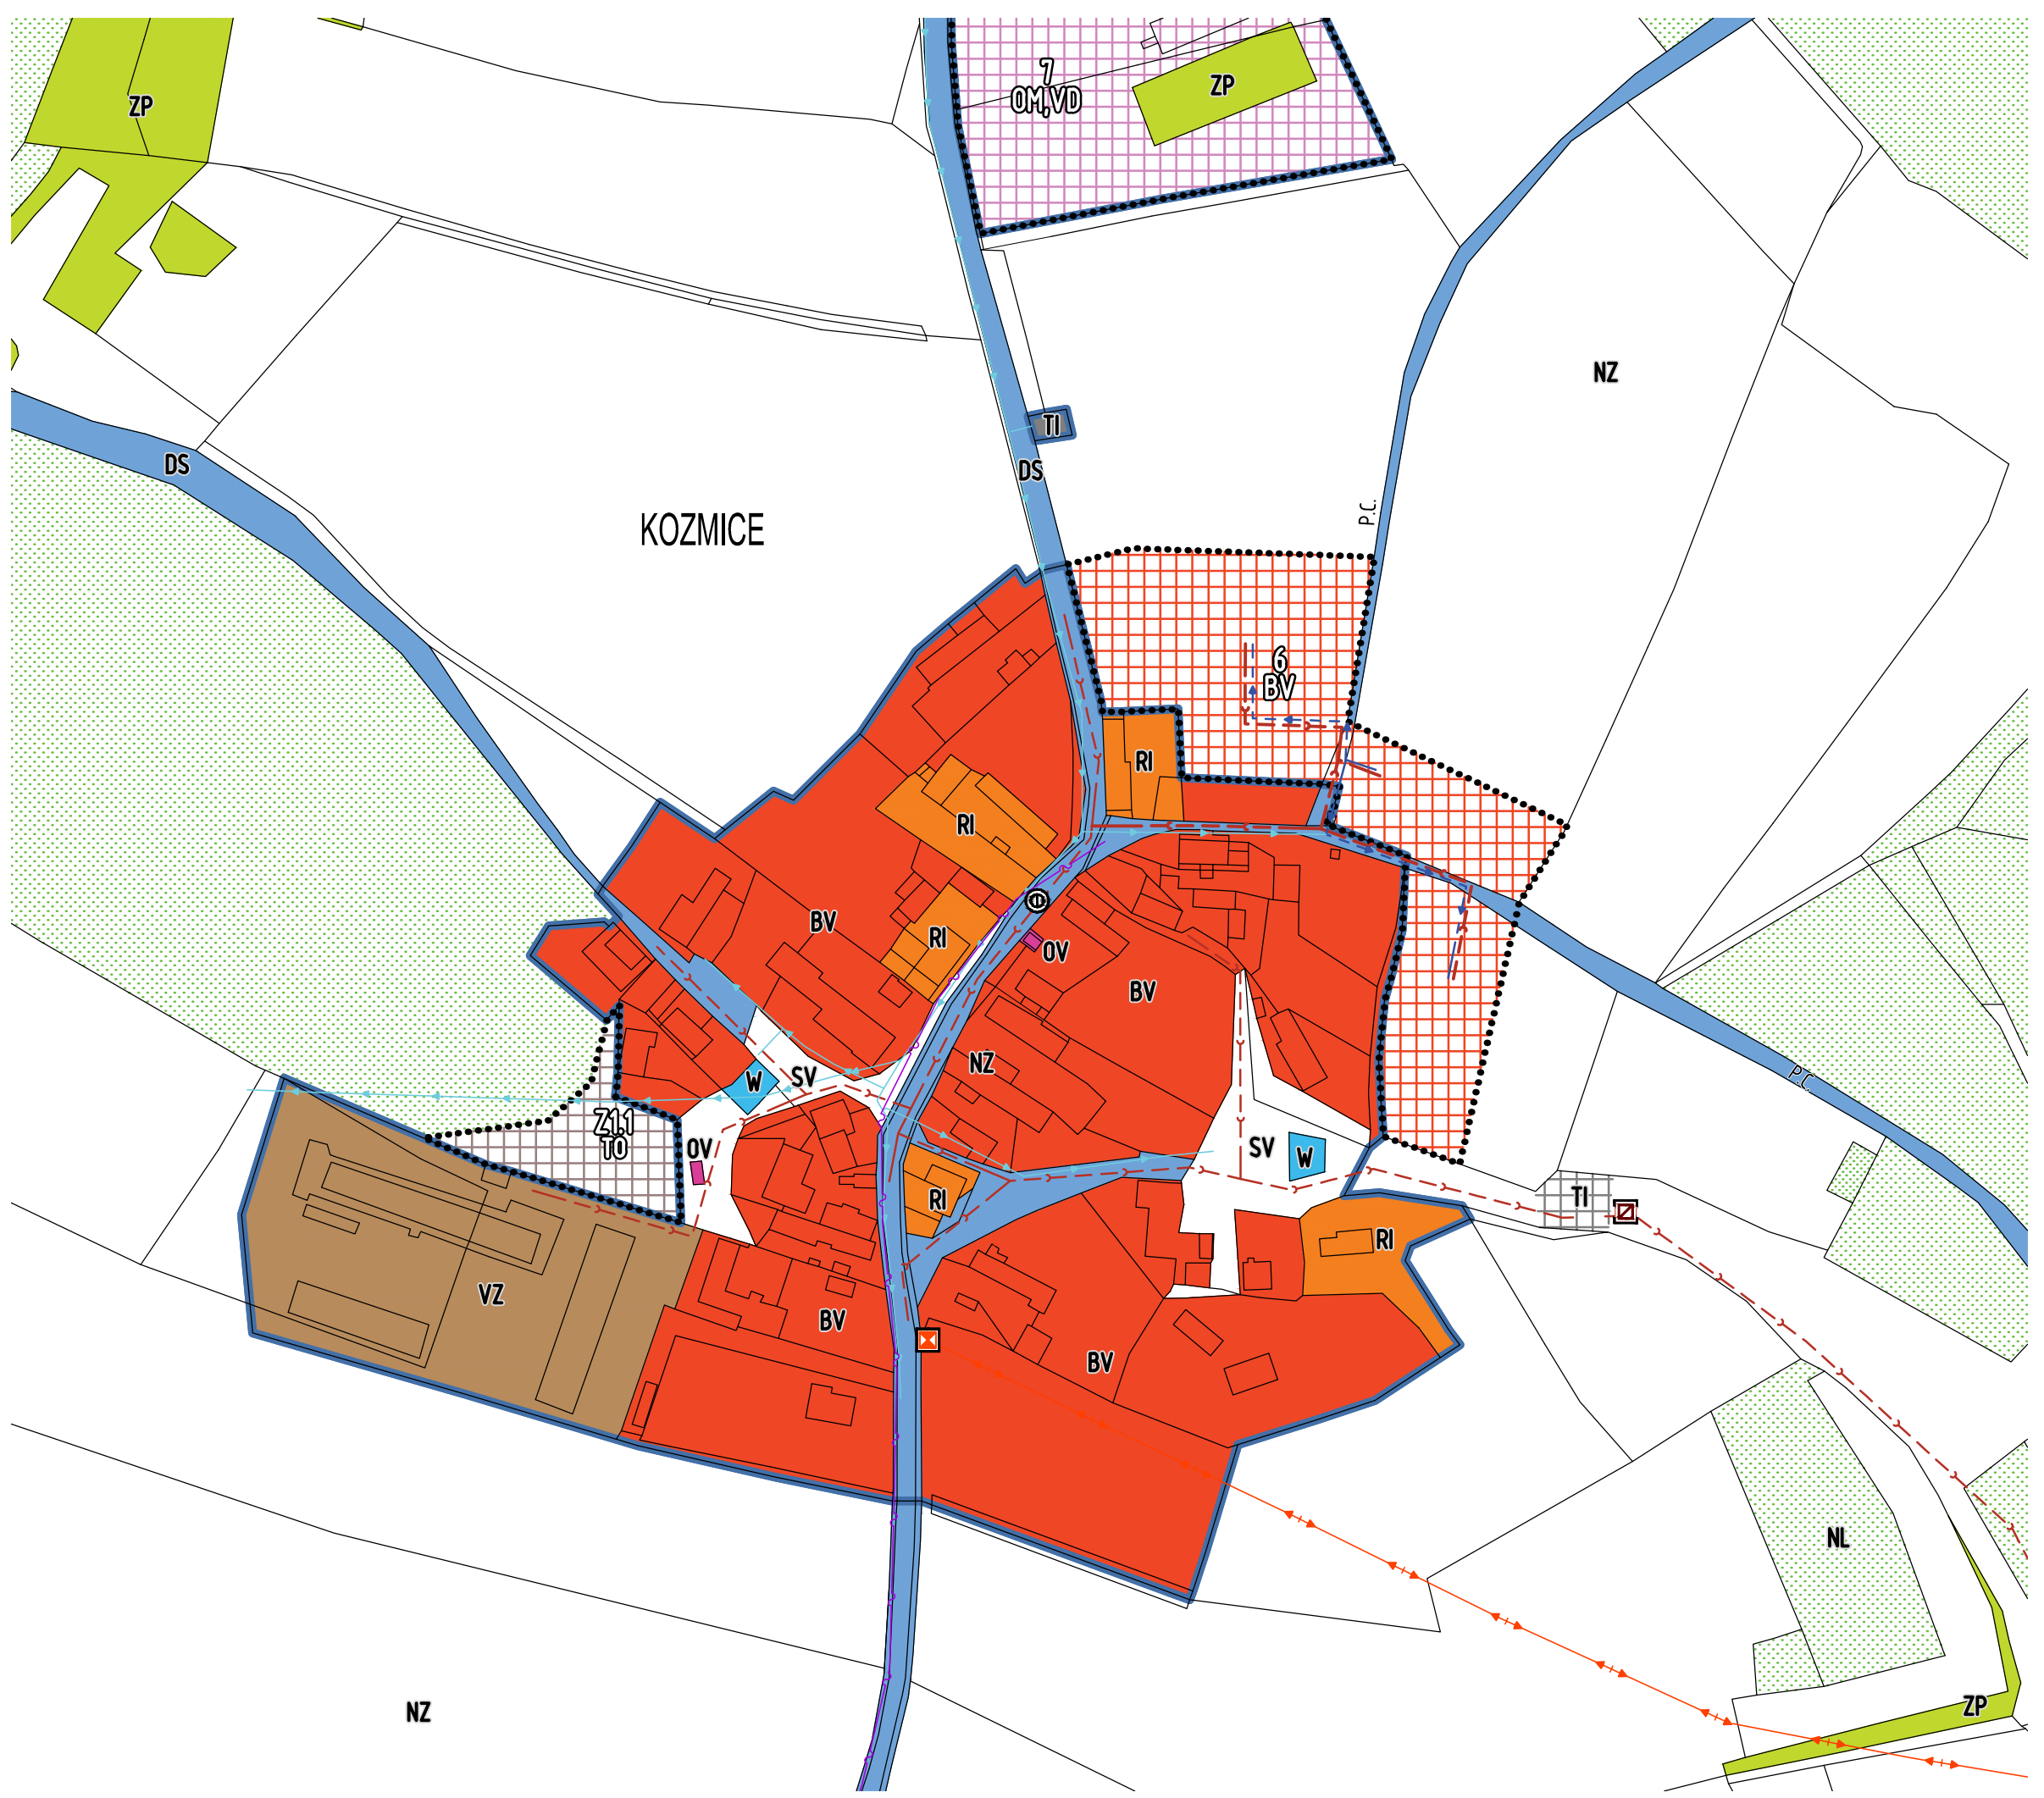 7
OM,VD
ZP
ZP
NZ
TI
DS
DS
KOZMICE
P.C.
6
BV
RI
RI
BV
RI
OV
BV
NZ
P.C.
W
SV
Z1.1
TO
OV
SV
W
RI
TI
RI
VZ
BV
BV
NL
NZ
ZP